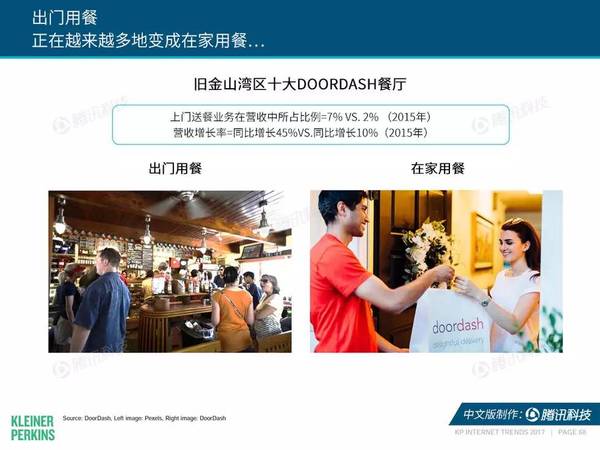 出门用餐
正在越来越多地变成在家用餐...
旧金山湾区十大DOORDASH餐厅
上门送餐业务在营收中所占比例=7% VS. 2% （2015年）
营收增长率=同比增长45%VS.同比增长10%（2015年）
出门用餐
在家用餐
doordash
delightful delivery
腾讯科技
KLEINER
PERKINS
Source: DoorDash, Left image: Pexels, Right image: DoorDash
中文版制作： 腾讯科技
KP INTERNET TRENDS 2017 | PAGE 68